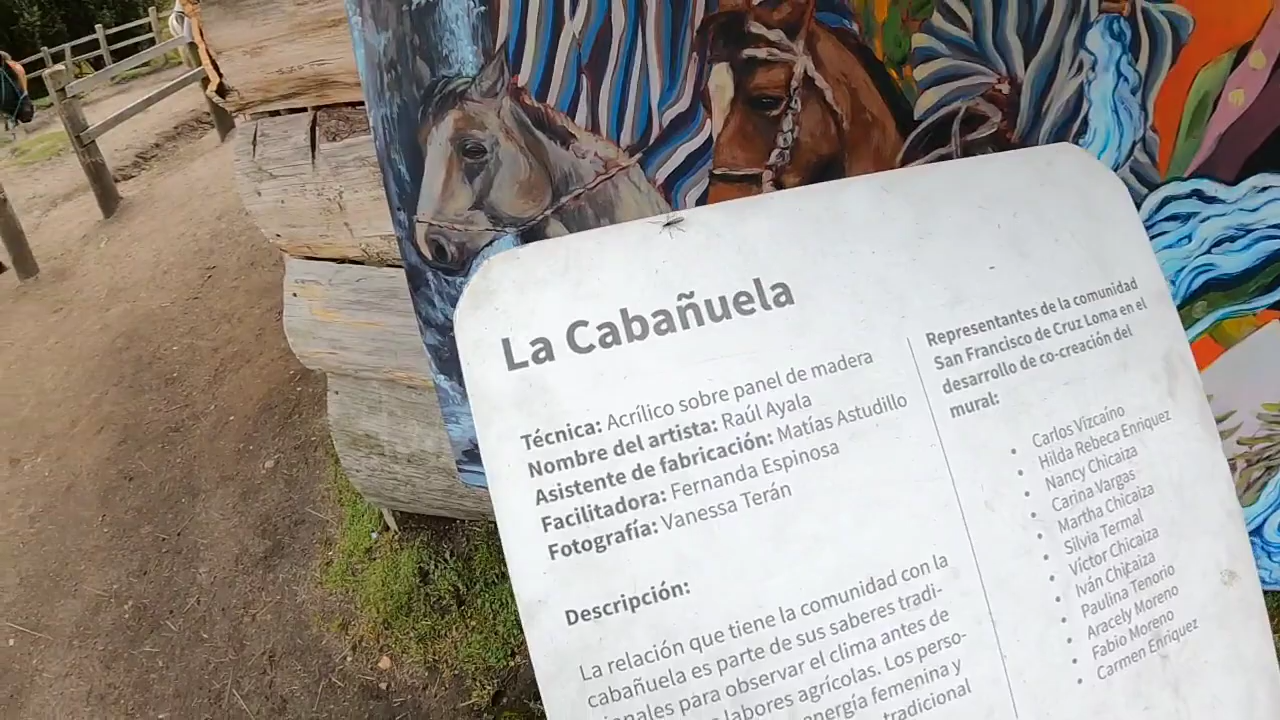 La Cabañuela
Técnica: Acrílico sobre panel de madera
Nombre del artista: Raúl Ayala
Asistente de fabricación: Matías Astudillo
Facilitadora: Fernanda Espinosa
Fotografía: Vanessa Terán
Descripción:
La relación que tiene la comunidad con la
cabañuela es parte de sus saberes tradi-
ionales para observar el clima antes de
labores agrícolas. Los perso-
energía femenina y
tradicional
Representantes de la comunidad
San Francisco de Cruz Loma en el
desarrollo de co-creación del
mural:
• Carlos Vizcaíno
• Hilda Rebeca Enriquez
• Nancy Chicaiza
• Carina Vargas
• Martha Chicaiza
• Silvia Termal
• Víctor Chicaiza
• Iván Chicaiza
• Paulina Tenorio
• Aracely Moreno
• Fabio Moreno
• Carmen Enríquez